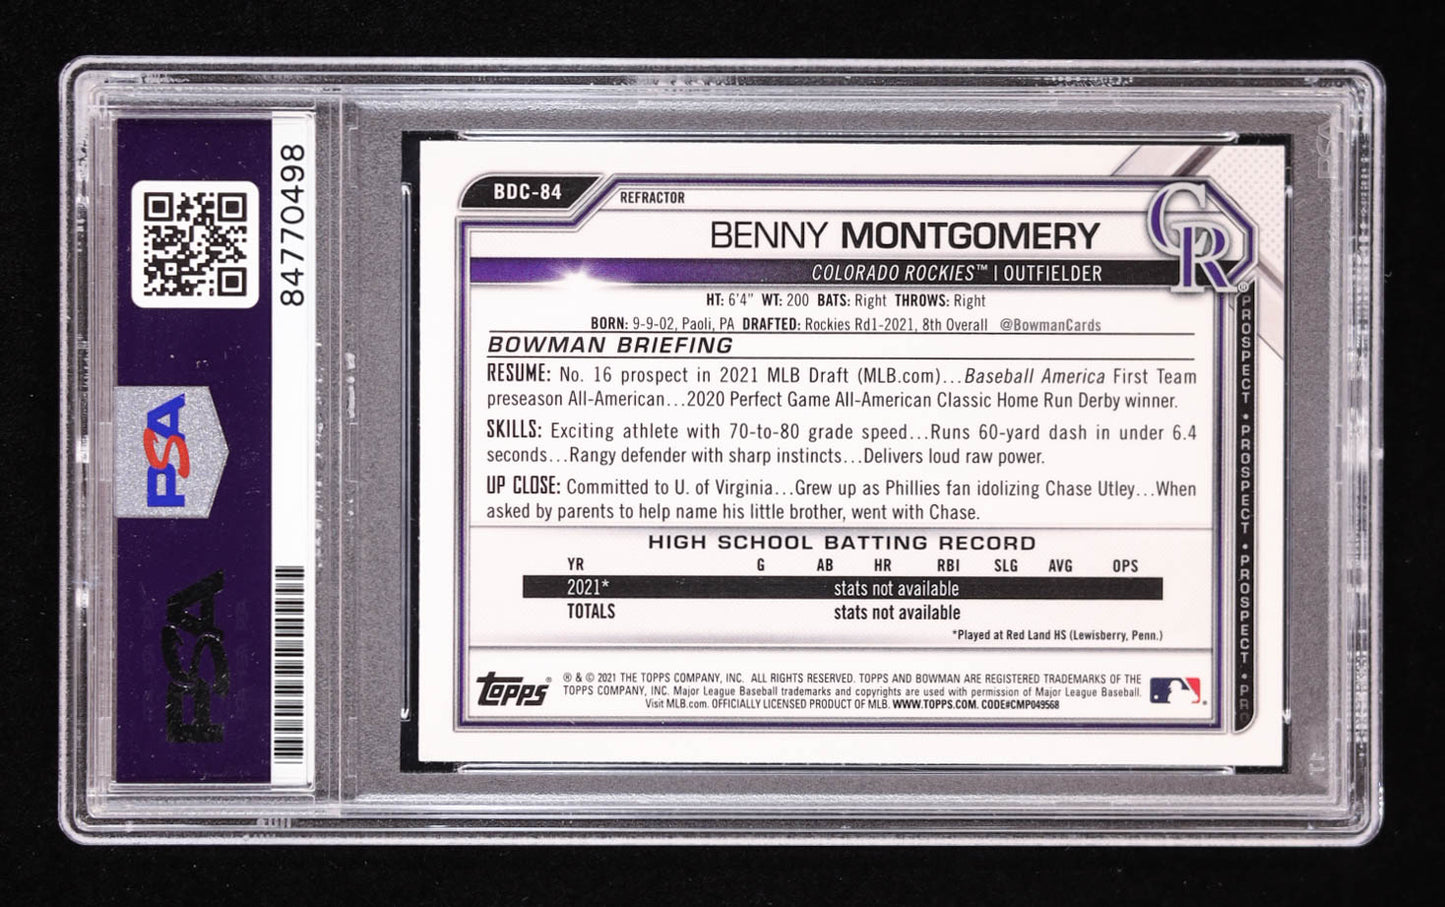 84770498
PSA
PSA
BDC-84
REFRACTOR
BENNY MONTGOMERY
CR
COLORADO ROCKIES™ | OUTFIELDER
HT: 6'4" WT: 200 BATS: Right THROWS: Right
BORN: 9-9-02, Paoli, PA DRAFTED: Rockies Rd1-2021, 8th Overall @BowmanCards
BOWMAN BRIEFING
RESUME: No. 16 prospect in 2021 MLB Draft (MLB.com)...Baseball America First Team
preseason All-American...2020 Perfect Game All-American Classic Home Run Derby winner.
SKILLS: Exciting athlete with 70-to-80 grade speed...Runs 60-yard dash in under 6.4
seconds...Rangy defender with sharp instincts...Delivers loud raw power.
UP CLOSE: Committed to U. of Virginia...Grew up as Phillies fan idolizing Chase Utley...When
asked by parents to help name his little brother, went with Chase.
HIGH SCHOOL BATTING RECORD
YR G AB HR RBI SLG AVG OPS
2021* stats not available
TOTALS stats not available
*Played at Red Land HS (Lewisberry, Penn.)
Topps®
® & © 2021 THE TOPPS COMPANY, INC. ALL RIGHTS RESERVED. TOPPS AND BOWMAN ARE REGISTERED TRADEMARKS OF THE
TOPPS COMPANY, INC. Major League Baseball trademarks and copyrights are used with permission of Major League Baseball.
Visit MLB.com. OFFICIALLY LICENSED PRODUCT OF MLB. WWW.TOPPS.COM. CODE#CMP049568
PROSPECT • PROSPECT • PROSPECT • PRO